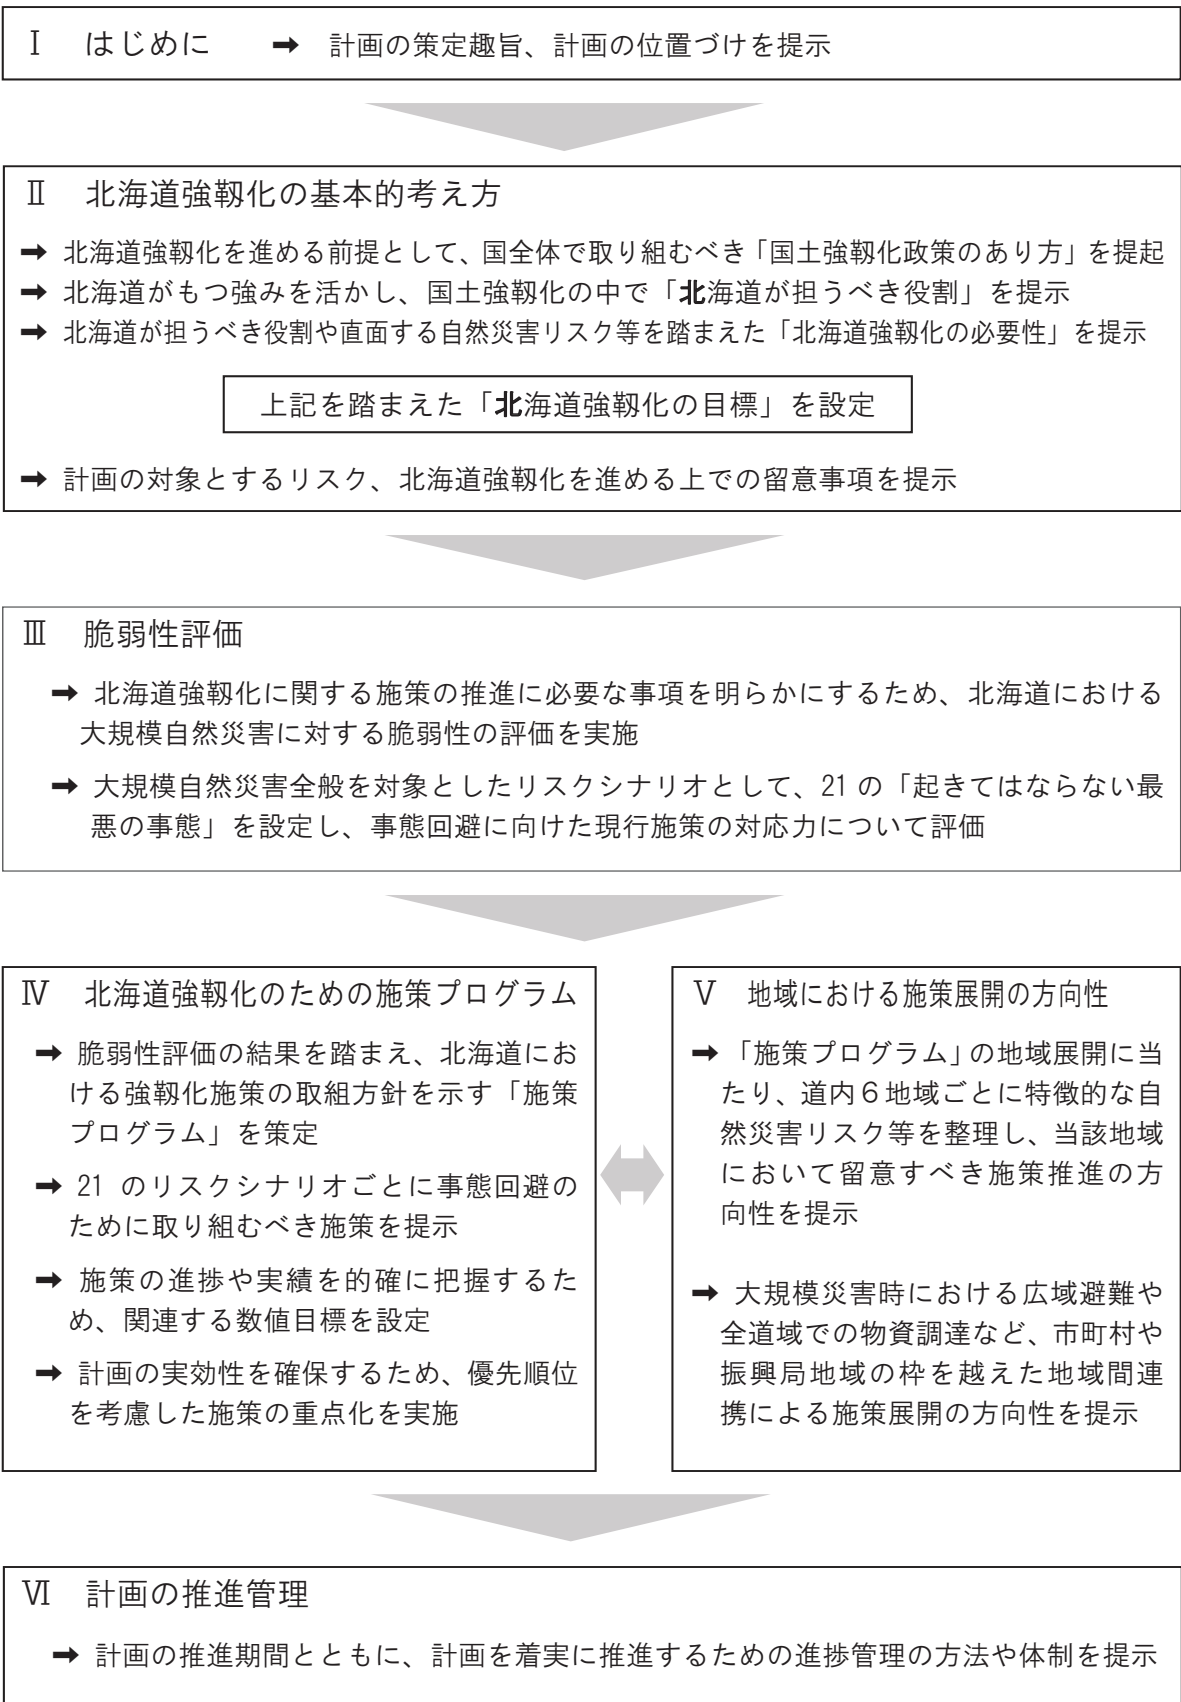 Ⅰ　はじめに　➡　計画の策定趣旨、計画の位置づけを提示
Ⅱ　北海道強靱化の基本的考え方
➡ 北海道強靱化を進める前提として、国全体で取り組むべき「国土強靱化政策のあり方」を提起
➡ 北海道がもつ強みを活かし、国土強靱化の中で「北海道が担うべき役割」を提示
➡ 北海道が担うべき役割や直面する自然災害リスク等を踏まえた「北海道強靱化の必要性」を提示
上記を踏まえた「北海道強靱化の目標」を設定
➡ 計画の対象とするリスク、北海道強靱化を進める上での留意事項を提示
Ⅲ　脆弱性評価
➡ 北海道強靱化に関する施策の推進に必要な事項を明らかにするため、北海道における
大規模自然災害に対する脆弱性の評価を実施
➡ 大規模自然災害全般を対象としたリスクシナリオとして、21 の「起きてはならない最
悪の事態」を設定し、事態回避に向けた現行施策の対応力について評価
Ⅳ　北海道強靱化のための施策プログラム
➡ 脆弱性評価の結果を踏まえ、北海道にお
ける強靱化施策の取組方針を示す「施策
プログラム」を策定
➡ 21 のリスクシナリオごとに事態回避の
ために取り組むべき施策を提示
➡ 施策の進捗や実績を的確に把握するた
め、関連する数値目標を設定
➡ 計画の実効性を確保するため、優先順位
を考慮した施策の重点化を実施
Ⅴ　地域における施策展開の方向性
➡ 「施策プログラム」の地域展開に当
たり、道内６地域ごとに特徴的な自
然災害リスク等を整理し、当該地域
において留意すべき施策推進の方
向性を提示
➡ 大規模災害時における広域避難や
全道域での物資調達など、市町村や
振興局地域の枠を越えた地域間連
携による施策展開の方向性を提示
Ⅵ　計画の推進管理
➡ 計画の推進期間とともに、計画を着実に推進するための進捗管理の方法や体制を提示